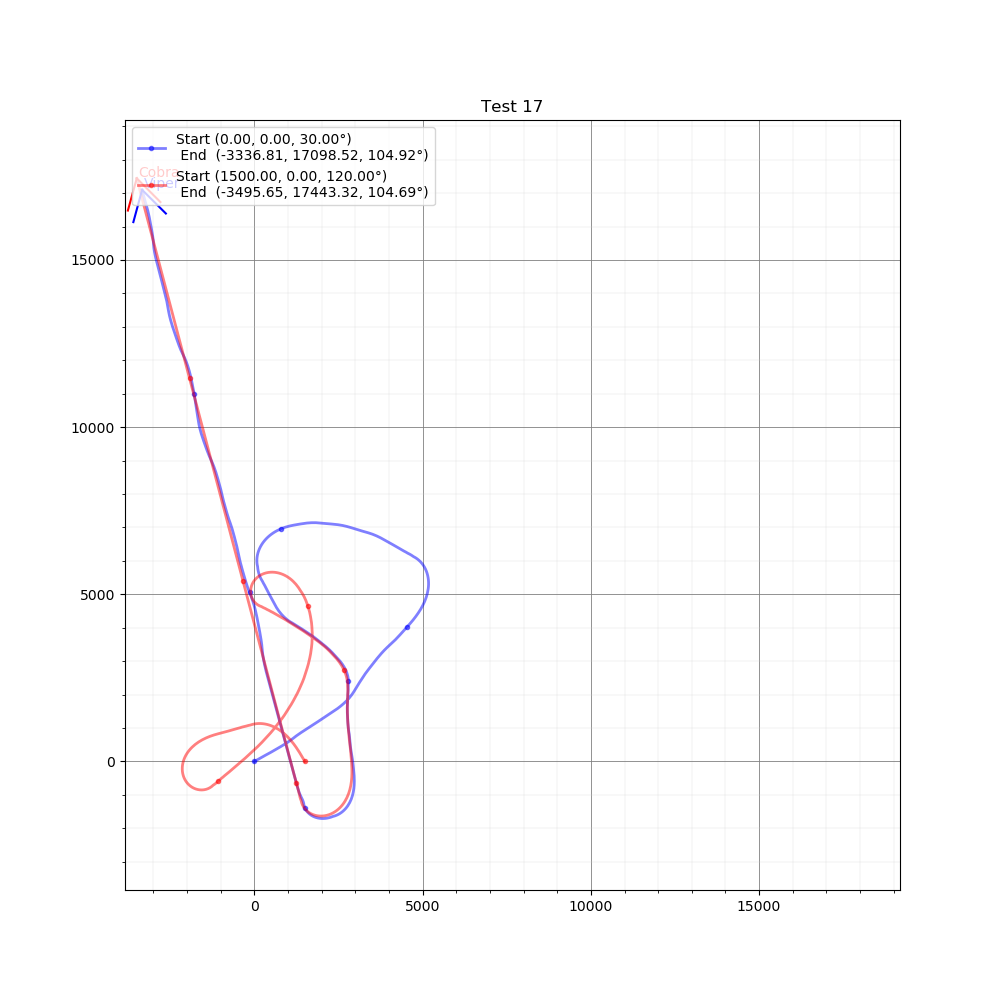 Test 17
Start (0.00, 0.00, 30.00°)
End (-3336.81, 17098.52, 104.92°)
Start (1500.00, 0.00, 120.00°)
End (-3495.65, 17443.32, 104.69°)
Cobra
Viper
15000
10000
5000
0
0
5000
10000
15000